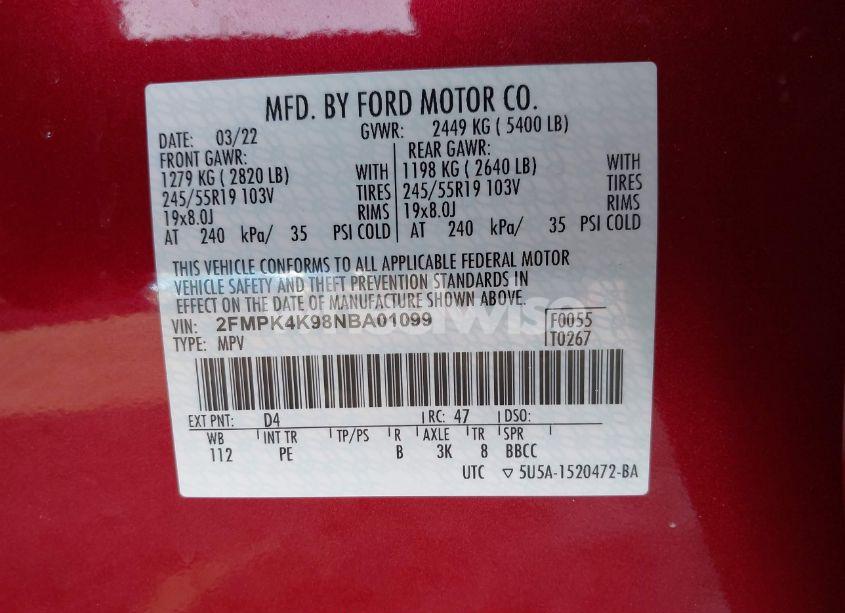 MFD. BY FORD MOTOR CO.
DATE: 03/22 GVWR: 2449 KG ( 5400 LB)
FRONT GAWR: REAR GAWR:
1279 KG ( 2820 LB) WITH 1198 KG ( 2640 LB) WITH
245/55R19 103V TIRES 245/55R19 103V TIRES
19x8.0J RIMS 19x8.0J RIMS
AT 240 kPa/ 35 PSI COLD AT 240 kPa/ 35 PSI COLD
THIS VEHICLE CONFORMS TO ALL APPLICABLE FEDERAL MOTOR
VEHICLE SAFETY AND THEFT PREVENTION STANDARDS IN
EFFECT ON THE DATE OF MANUFACTURE SHOWN ABOVE.
VIN: 2FMPK4K98NBA01099 F0055
TYPE: MPV T0267
EXT PNT: D4 RC: 47 DSO:
WB INT TR TP/PS R AXLE TR SPR
112 PE B 3K 8 BBCC
UTC ▽ 5U5A-1520472-BA